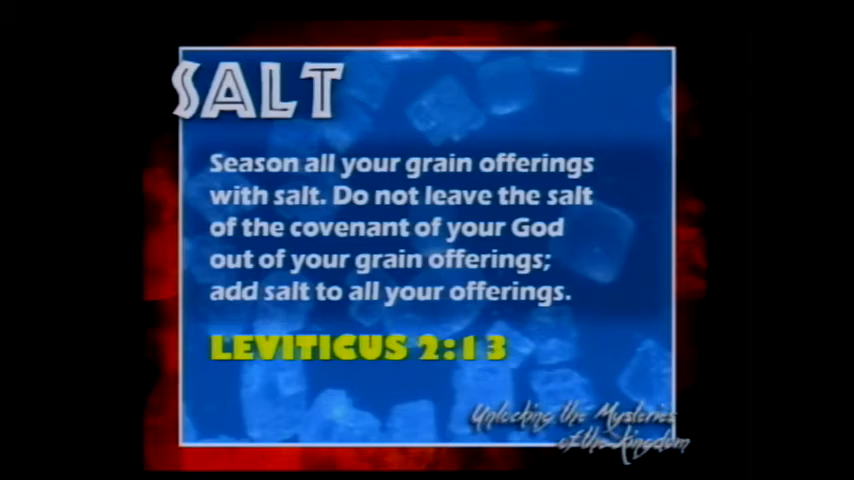 SALT
Season all your grain offerings
with salt. Do not leave the salt
of the covenant of your God
out of your grain offerings;
add salt to all your offerings.
LEVITICUS 2:13
Unlocking the Mysteries
of the Kingdom